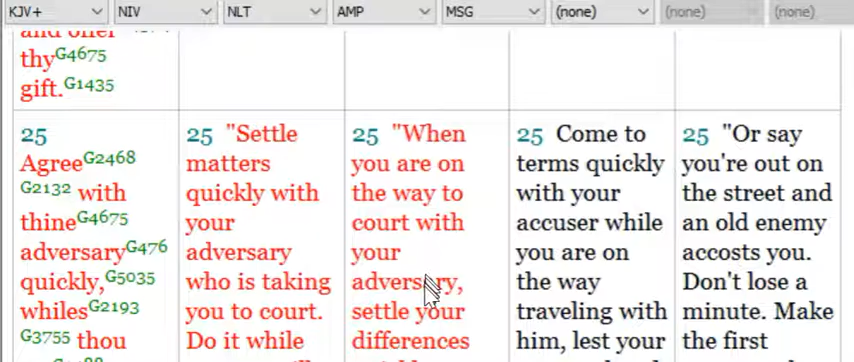 KJV+ NIV NLT AMP MSG (none) (none) (none)
and offer
thyG4675
gift.G1435
25
AgreeG2468
G2132 with
thineG4675
adversaryG476
quickly,G5035
whilesG2193
G3755 thou
25 "Settle
matters
quickly with
your
adversary
who is taking
you to court.
Do it while
25 "When
you are on
the way to
court with
your
adversary,
settle your
differences
25 Come to
terms quickly
with your
accuser while
you are on
the way
traveling with
him, lest your
25 "Or say
you're out on
the street and
an old enemy
accosts you.
Don't lose a
minute. Make
the first